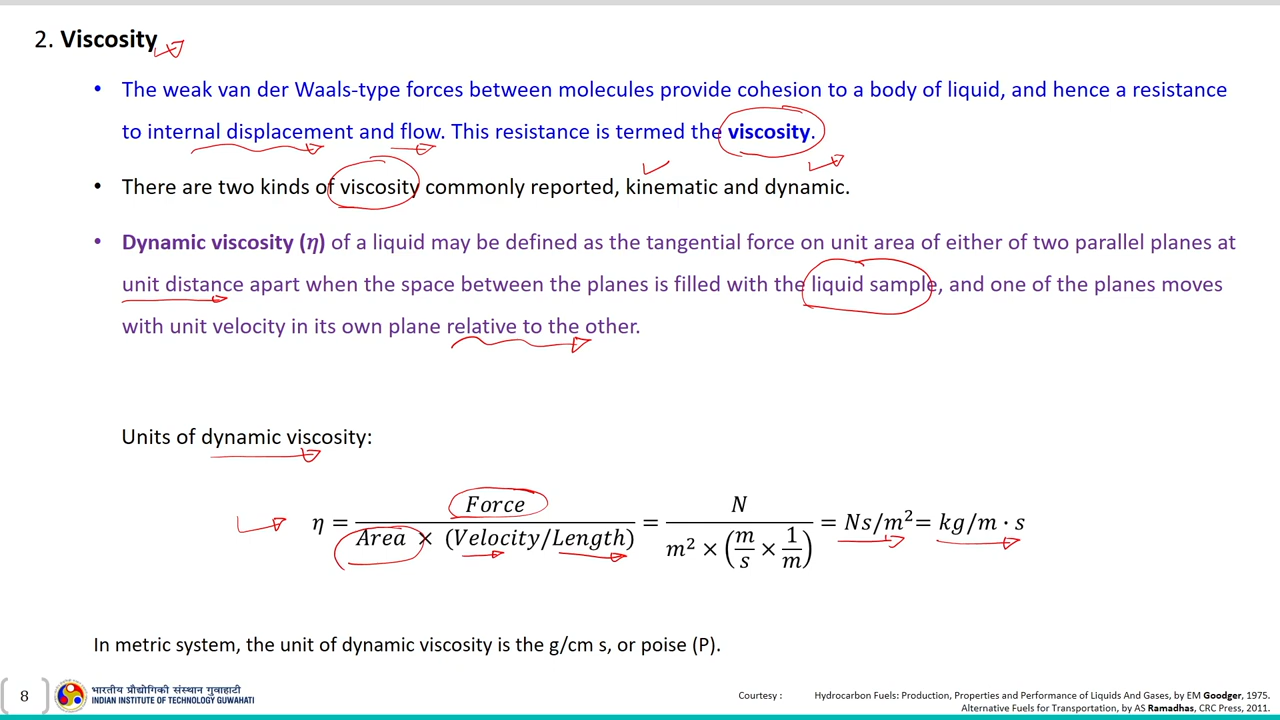 2. Viscosity
• The weak van der Waals-type forces between molecules provide cohesion to a body of liquid, and hence a resistance
to internal displacement and flow. This resistance is termed the viscosity.
• There are two kinds of viscosity commonly reported, kinematic and dynamic.
• Dynamic viscosity (η) of a liquid may be defined as the tangential force on unit area of either of two parallel planes at
unit distance apart when the space between the planes is filled with the liquid sample, and one of the planes moves
with unit velocity in its own plane relative to the other.
Units of dynamic viscosity:
η = Force / (Area × (Velocity/Length)) = N / (m² × (m/s × 1/m)) = Ns/m² = kg/m · s
In metric system, the unit of dynamic viscosity is the g/cm s, or poise (P).
8
भारतीय प्रौद्योगिकी संस्थान गुवाहाटी
INDIAN INSTITUTE OF TECHNOLOGY GUWAHATI
Courtesy : Hydrocarbon Fuels: Production, Properties and Performance of Liquids And Gases, by EM Goodger, 1975.
Alternative Fuels for Transportation, by AS Ramadhas, CRC Press, 2011.